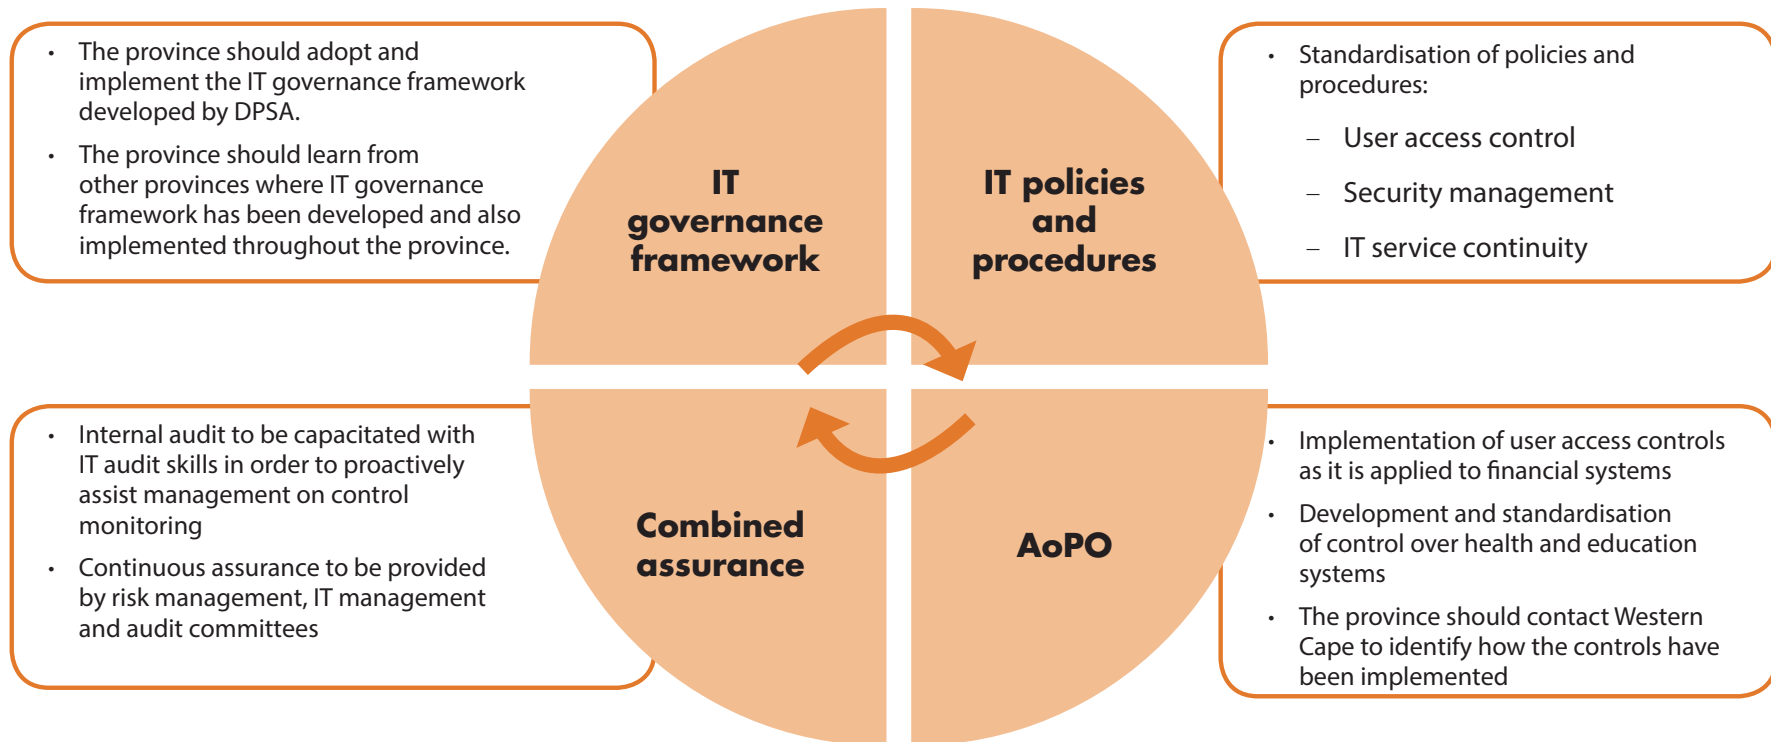 • The province should adopt and
implement the IT governance framework
developed by DPSA.
• The province should learn from
other provinces where IT governance
framework has been developed and also
implemented throughout the province.
IT
governance
framework
IT policies
and
procedures
• Standardisation of policies and
procedures:
– User access control
– Security management
– IT service continuity
• Internal audit to be capacitated with
IT audit skills in order to proactively
assist management on control
monitoring
• Continuous assurance to be provided
by risk management, IT management
and audit committees
Combined
assurance
AoPO
• Implementation of user access controls
as it is applied to financial systems
• Development and standardisation
of control over health and education
systems
• The province should contact Western
Cape to identify how the controls have
been implemented